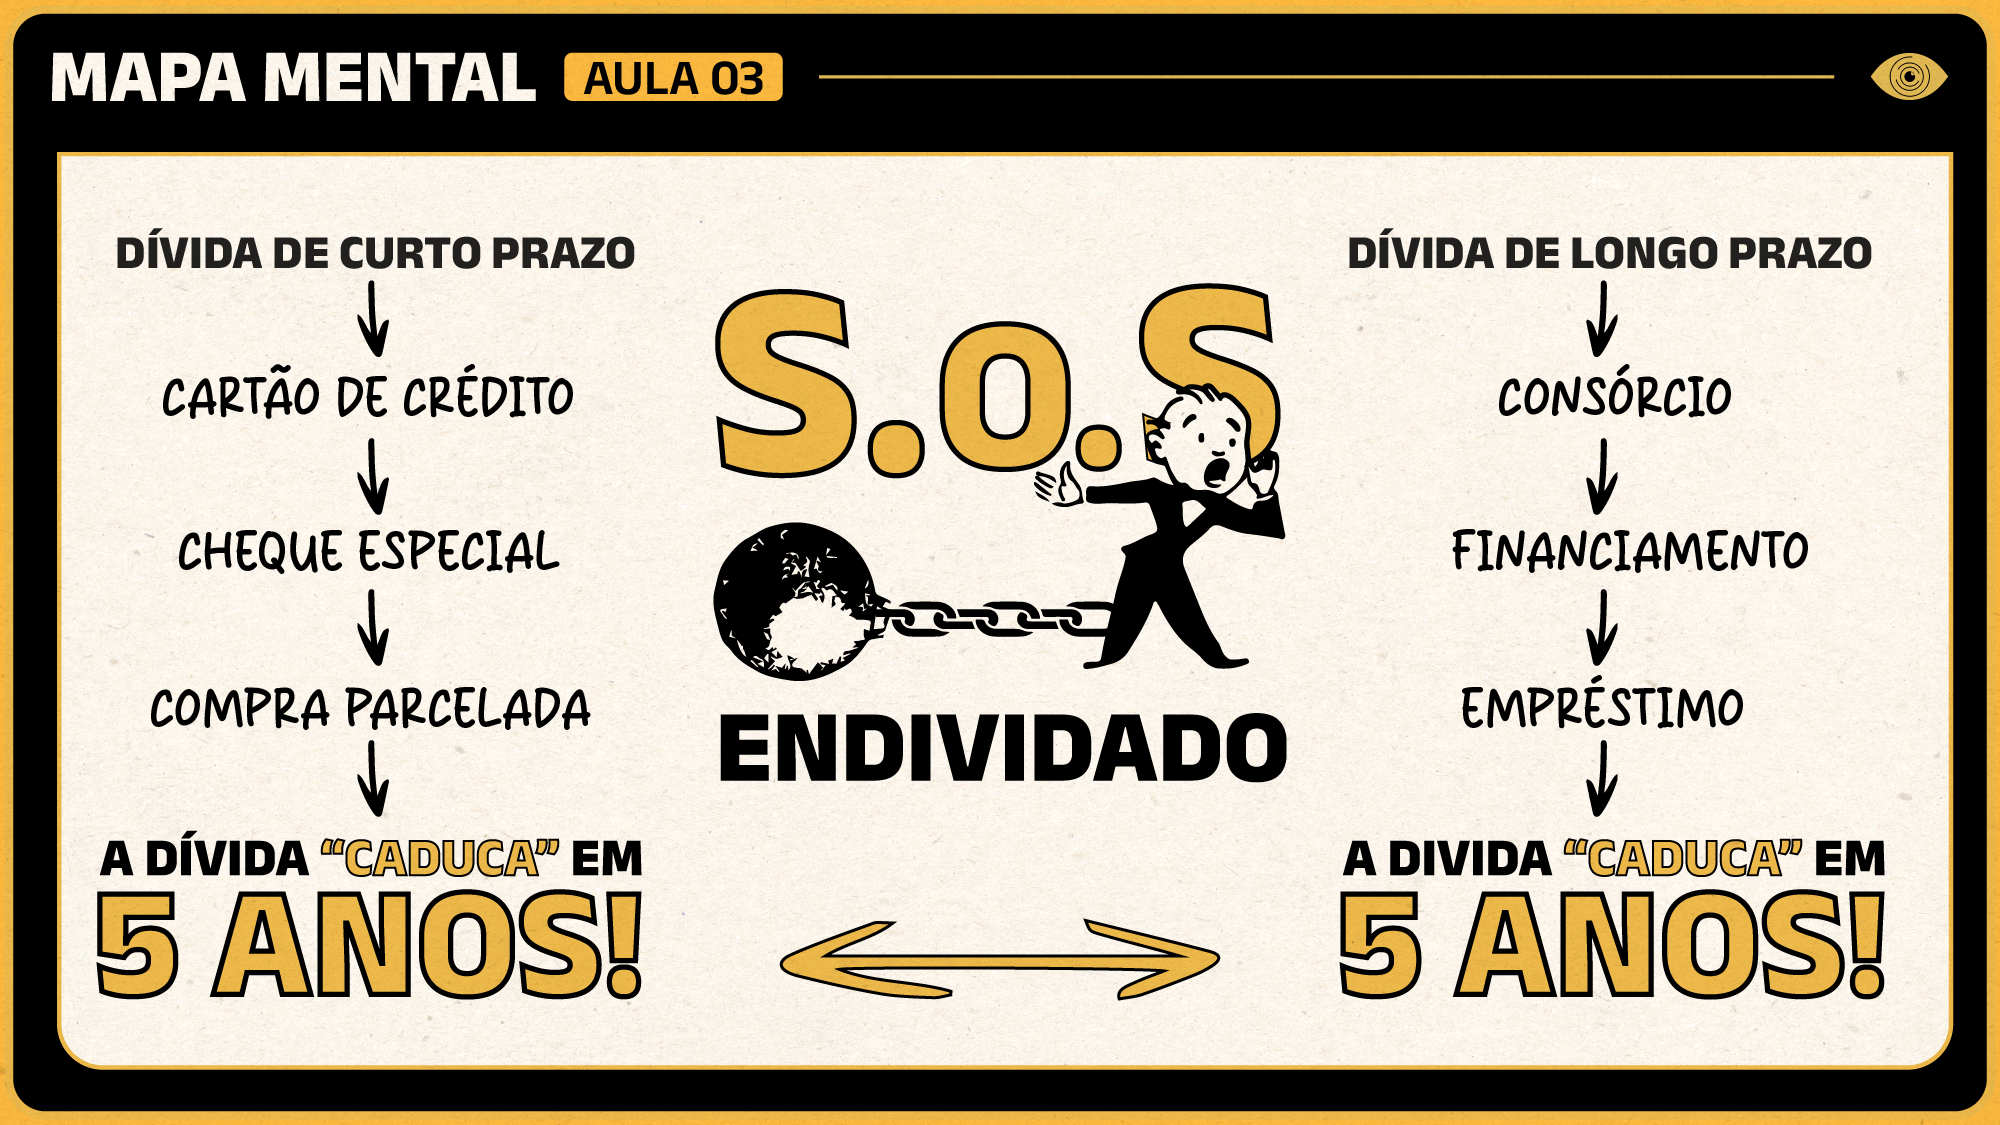 MAPA MENTAL AULA 03
DÍVIDA DE CURTO PRAZO
CARTÃO DE CRÉDITO
CHEQUE ESPECIAL
COMPRA PARCELADA
A DÍVIDA “CADUCA” EM
5 ANOS!
S.O.S
ENDIVIDADO
DÍVIDA DE LONGO PRAZO
CONSÓRCIO
FINANCIAMENTO
EMPRÉSTIMO
A DIVIDA “CADUCA” EM
5 ANOS!